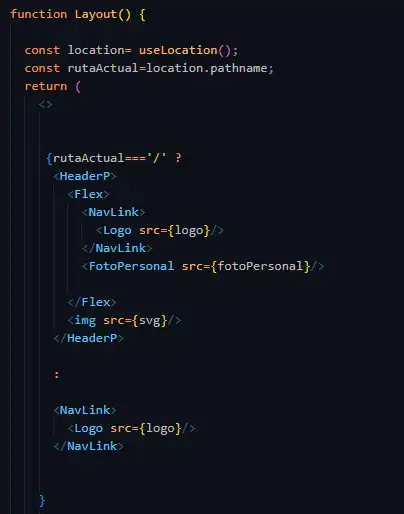 function Layout() {
const location= useLocation();
const rutaActual=location.pathname;
return (
<>
{rutaActual==='/' ?
<HeaderP>
<Flex>
<NavLink>
<Logo src={logo}/>
</NavLink>
<FotoPersonal src={fotoPersonal}/>
</Flex>
<img src={svg}/>
</HeaderP>
:
<NavLink>
<Logo src={logo}/>
</NavLink>
}